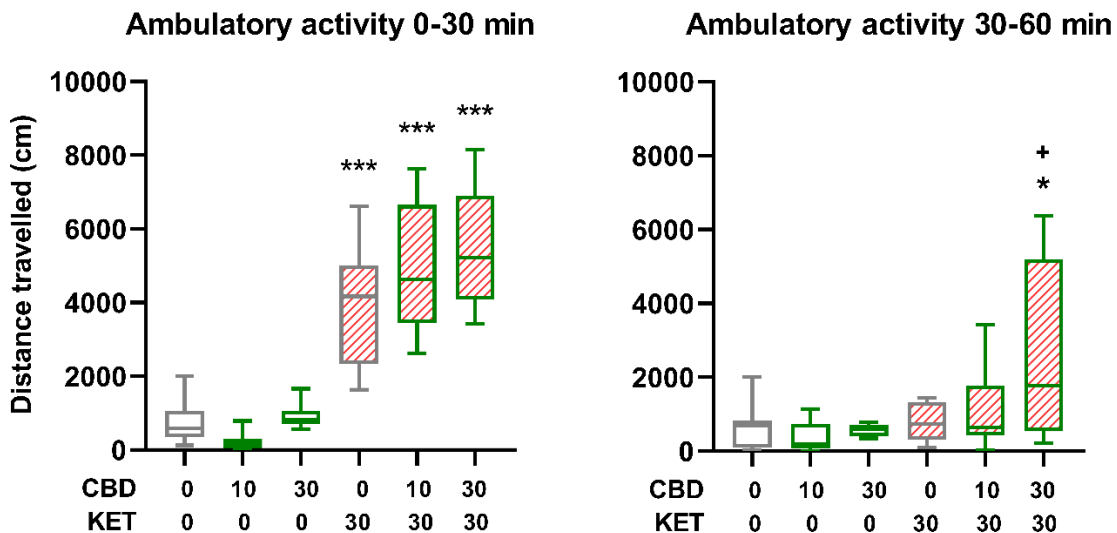 Ambulatory activity 0-30 min
Distance travelled (cm)
10000
8000
6000
4000
2000
0
***
***
***
CBD 0 10 30 0 10 30
KET 0 0 0 30 30 30
Ambulatory activity 30-60 min
10000
8000
6000
4000
2000
0
+
*
CBD 0 10 30 0 10 30
KET 0 0 0 30 30 30